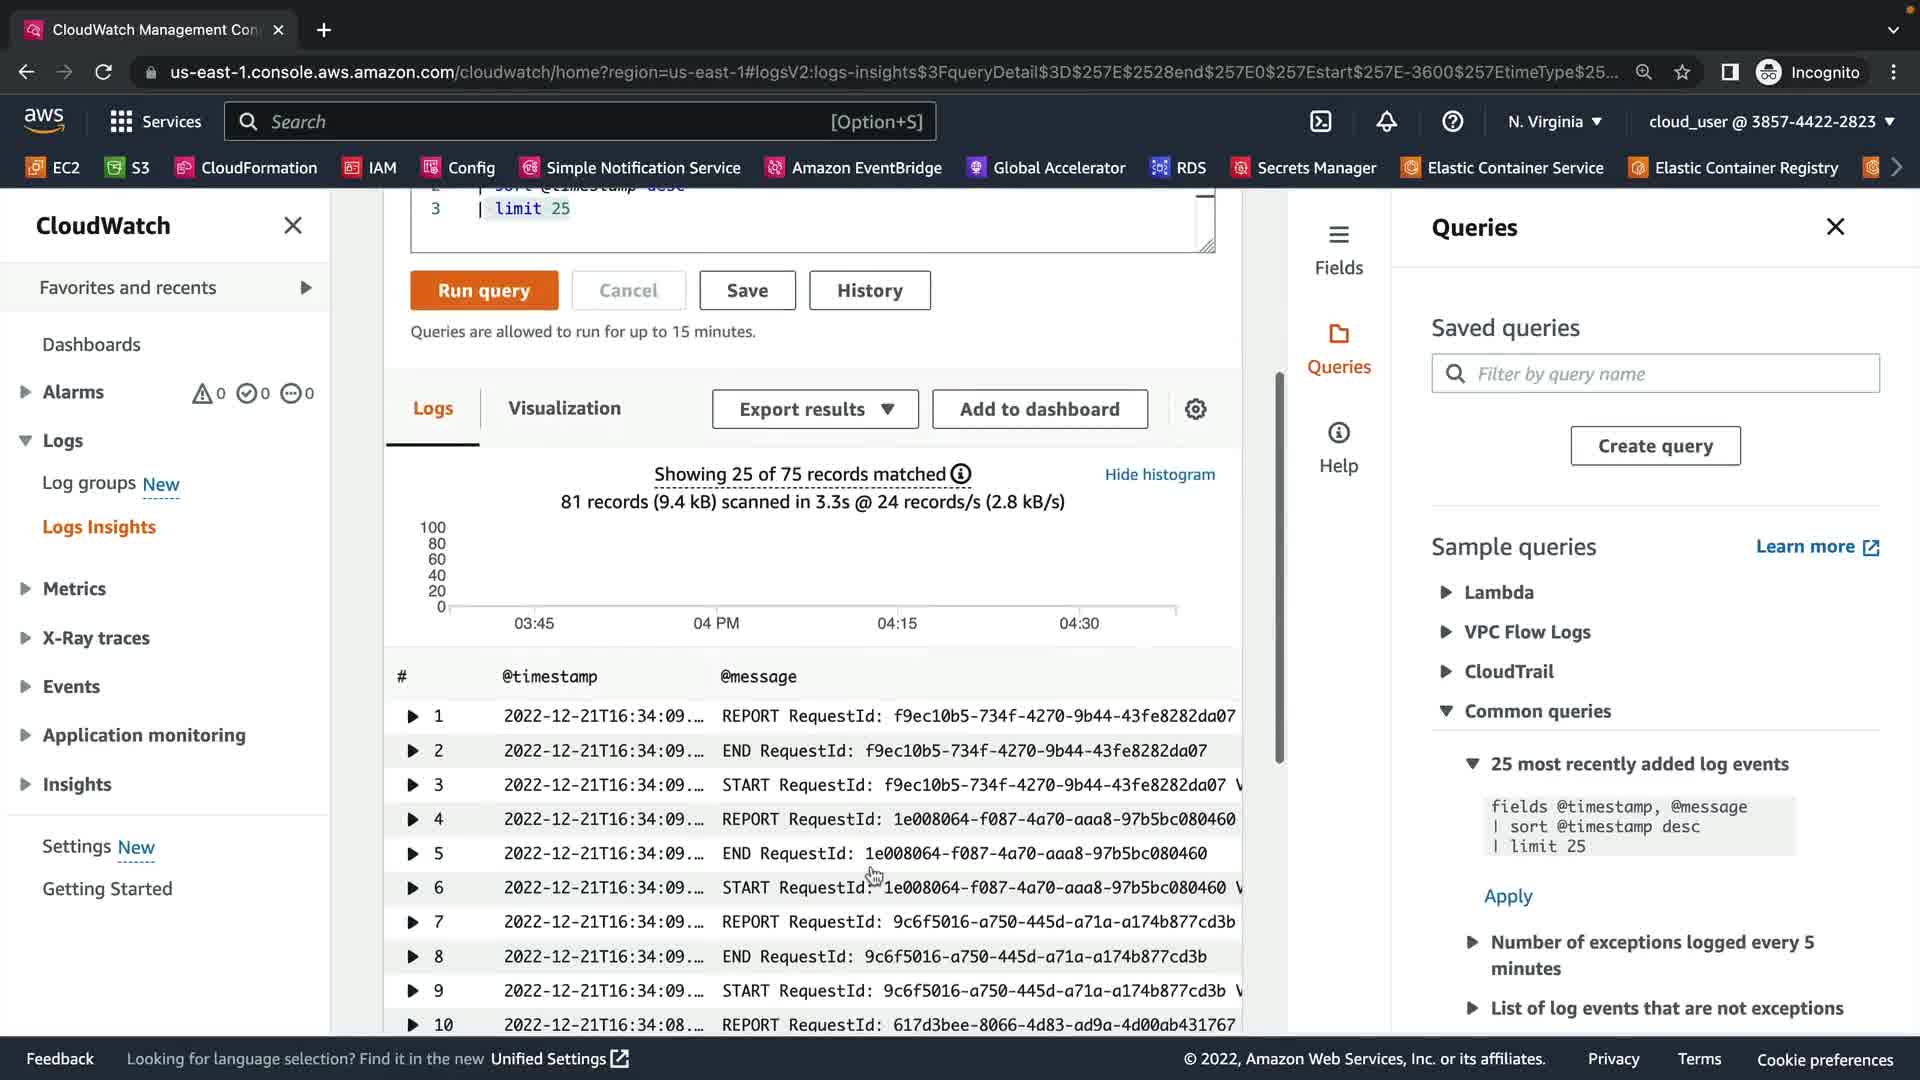 CloudWatch Management Con
us-east-1.console.aws.amazon.com/cloudwatch/home?region=us-east-1#logsV2:logs-insights$3FqueryDetail$3D$257E$2528end$257E0$257Estart$257E-3600$257EtimeType$25...
Incognito
aws
Services
Search
[Option+S]
N. Virginia
cloud_user @ 3857-4422-2823
EC2
S3
CloudFormation
IAM
Config
Simple Notification Service
Amazon EventBridge
Global Accelerator
RDS
Secrets Manager
Elastic Container Service
Elastic Container Registry
CloudWatch
Favorites and recents
Dashboards
Alarms
0
0
0
Logs
Log groups New
Logs Insights
Metrics
X-Ray traces
Events
Application monitoring
Insights
Settings New
Getting Started
2 | sort @timestamp desc
3 | limit 25
Run query
Cancel
Save
History
Queries are allowed to run for up to 15 minutes.
Logs
Visualization
Export results
Add to dashboard
Showing 25 of 75 records matched
Hide histogram
81 records (9.4 kB) scanned in 3.3s @ 24 records/s (2.8 kB/s)
100
80
60
40
20
0
03:45
04 PM
04:15
04:30
# @timestamp @message
1 2022-12-21T16:34:09.… REPORT RequestId: f9ec10b5-734f-4270-9b44-43fe8282da07
2 2022-12-21T16:34:09.… END RequestId: f9ec10b5-734f-4270-9b44-43fe8282da07
3 2022-12-21T16:34:09.… START RequestId: f9ec10b5-734f-4270-9b44-43fe8282da07 V
4 2022-12-21T16:34:09.… REPORT RequestId: 1e008064-f087-4a70-aaa8-97b5bc080460
5 2022-12-21T16:34:09.… END RequestId: 1e008064-f087-4a70-aaa8-97b5bc080460
6 2022-12-21T16:34:09.… START RequestId: 1e008064-f087-4a70-aaa8-97b5bc080460 V
7 2022-12-21T16:34:09.… REPORT RequestId: 9c6f5016-a750-445d-a71a-a174b877cd3b
8 2022-12-21T16:34:09.… END RequestId: 9c6f5016-a750-445d-a71a-a174b877cd3b
9 2022-12-21T16:34:09.… START RequestId: 9c6f5016-a750-445d-a71a-a174b877cd3b V
10 2022-12-21T16:34:08.… REPORT RequestId: 617d3bee-8066-4d83-ad9a-4d00ab431767
Fields
Queries
Help
Queries
Saved queries
Filter by query name
Create query
Sample queries
Learn more
Lambda
VPC Flow Logs
CloudTrail
Common queries
25 most recently added log events
fields @timestamp, @message
| sort @timestamp desc
| limit 25
Apply
Number of exceptions logged every 5
minutes
List of log events that are not exceptions
Feedback
Looking for language selection? Find it in the new Unified Settings
© 2022, Amazon Web Services, Inc. or its affiliates.
Privacy
Terms
Cookie preferences